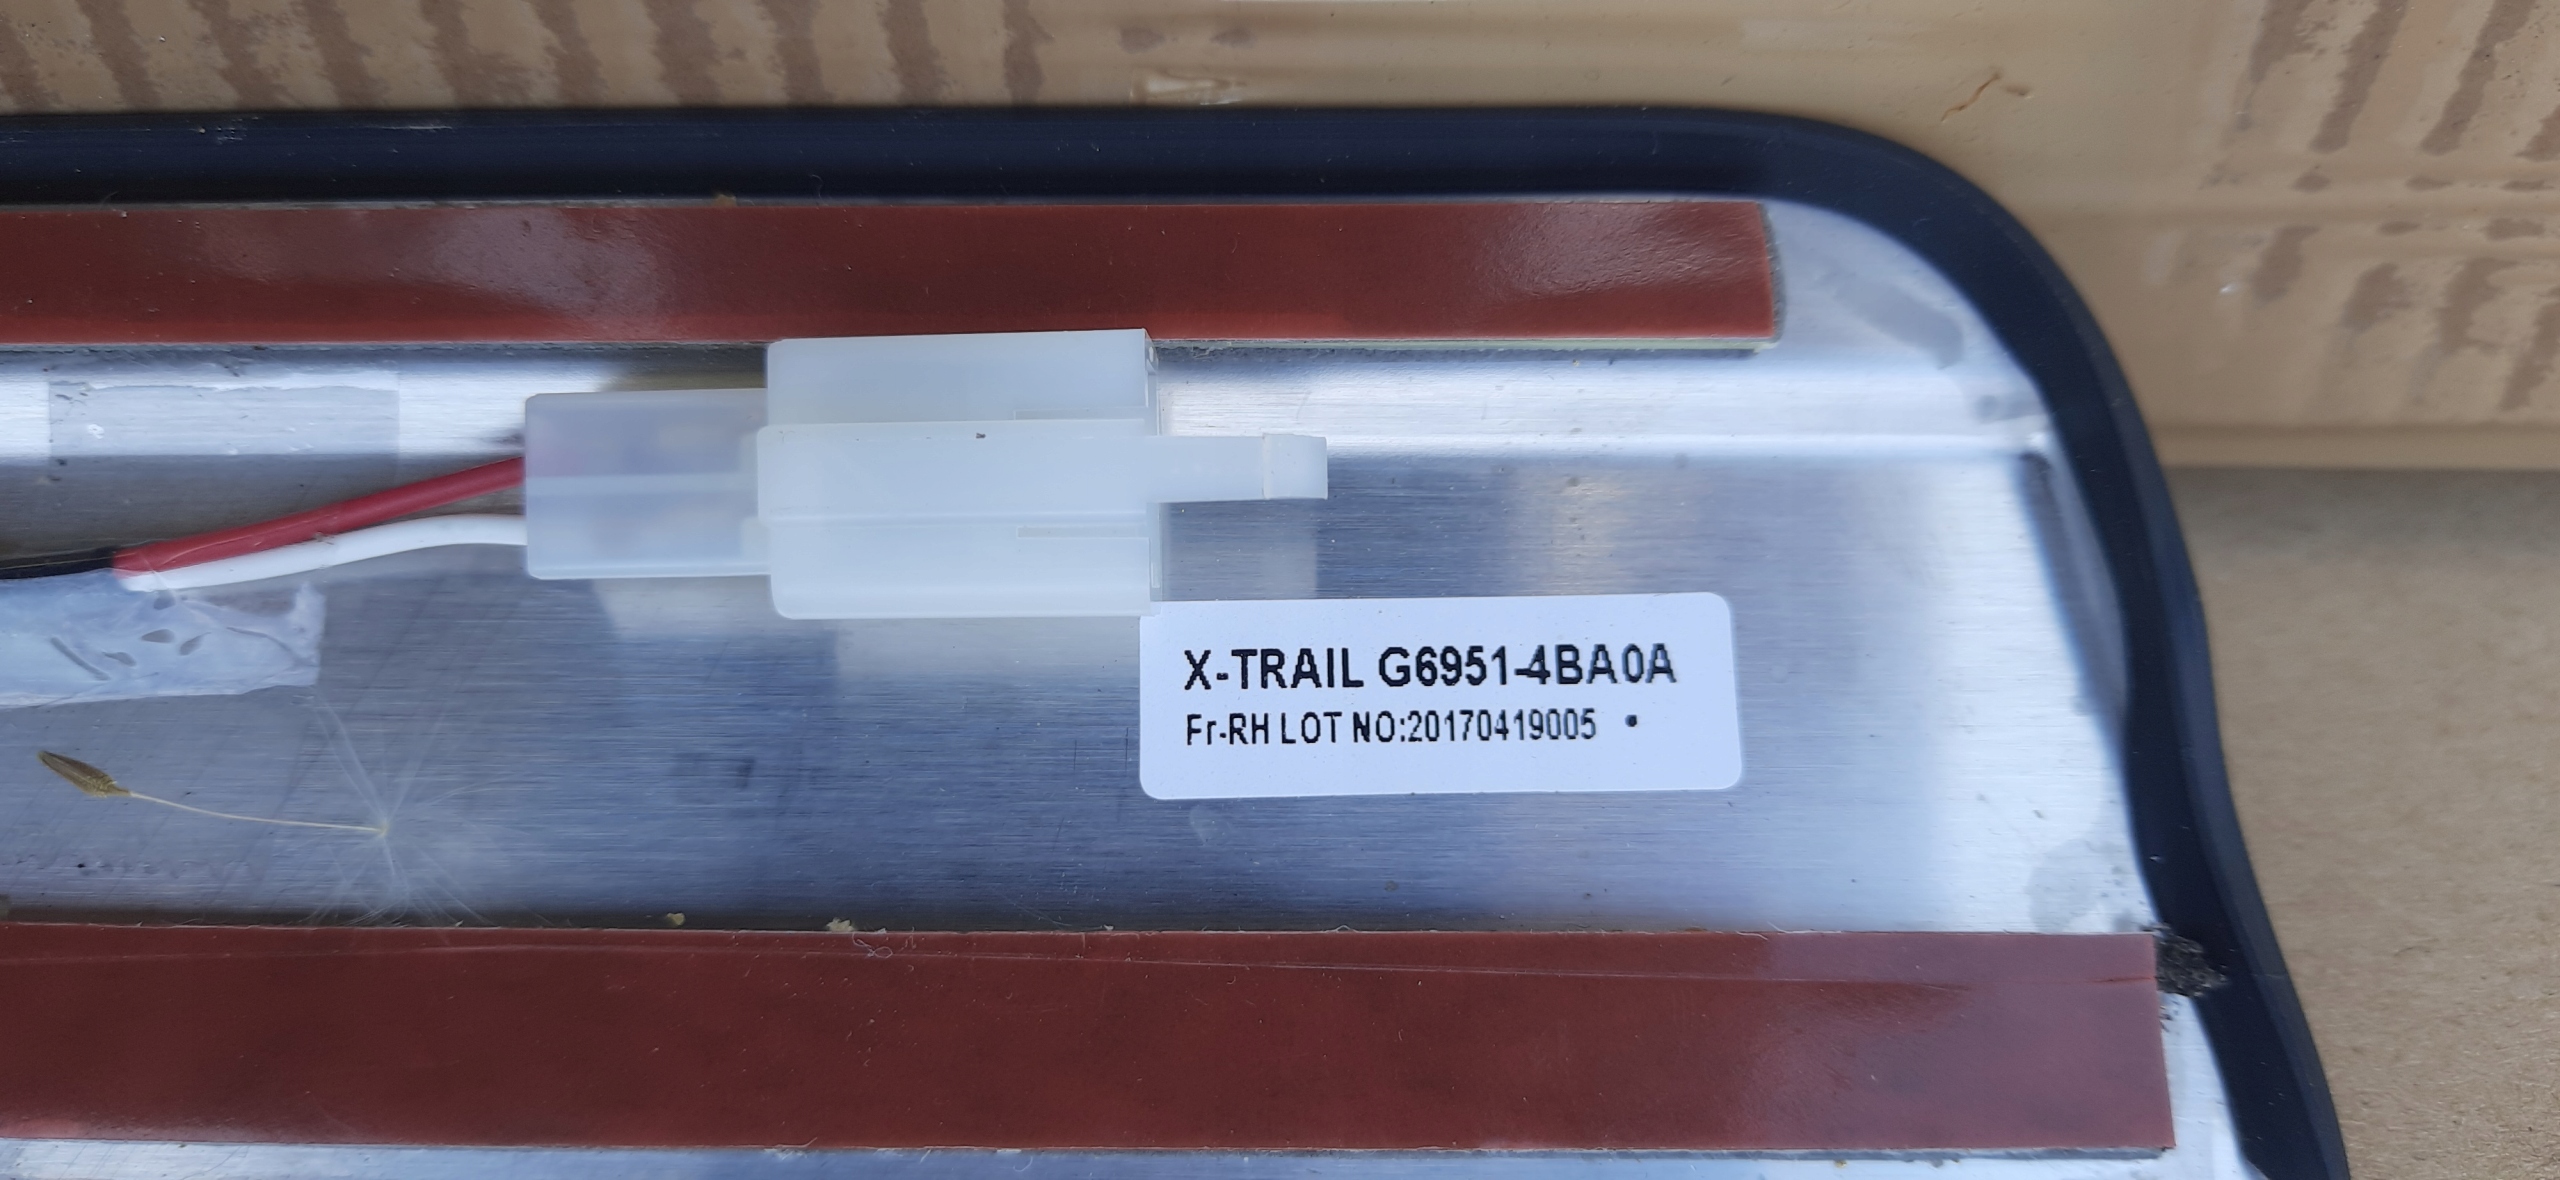 X-TRAIL G6951-4BA0A
Fr-RH LOT NO:20170419005